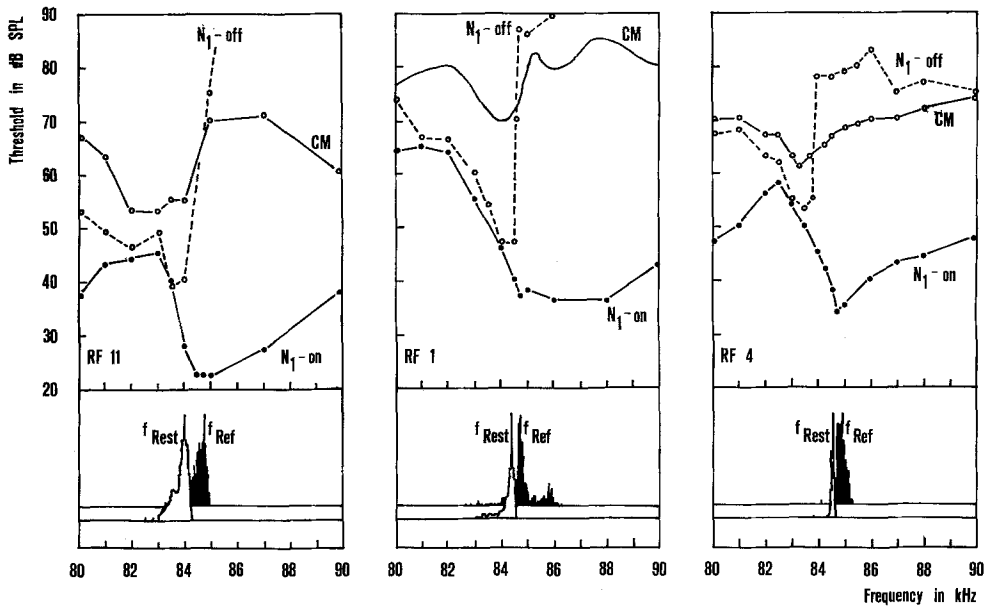 Threshold in dB SPL
90
80
70
60
50
40
30
20
N1-off
CM
N1-on
RF 11
N1-off
CM
N1-on
RF 1
N1-off
CM
N1-on
RF 4
f Rest
f Ref
f Rest
f Ref
f Rest
f Ref
80 82 84 86 88 90
80 82 84 86 88 90
80 82 84 86 88 90
Frequency in kHz